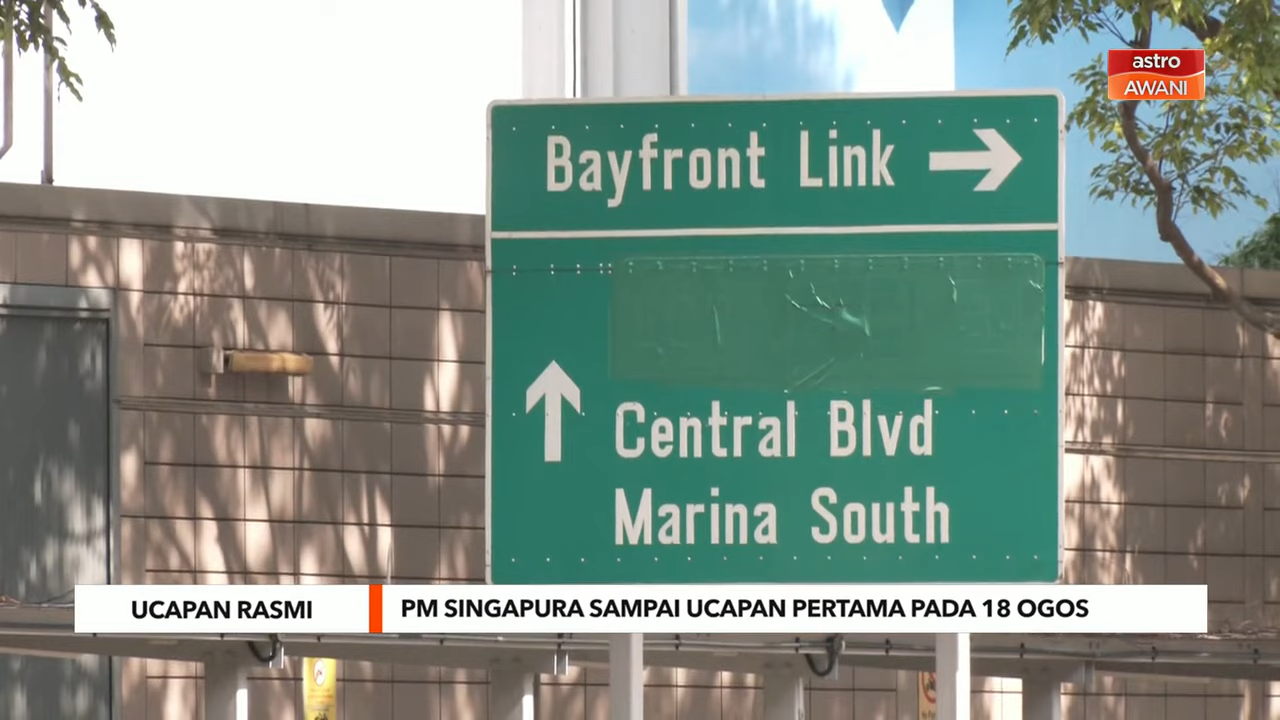 astro
AWANI
Bayfront Link
Central Blvd
Marina South
UCAPAN RASMI
PM SINGAPURA SAMPAI UCAPAN PERTAMA PADA 18 OGOS